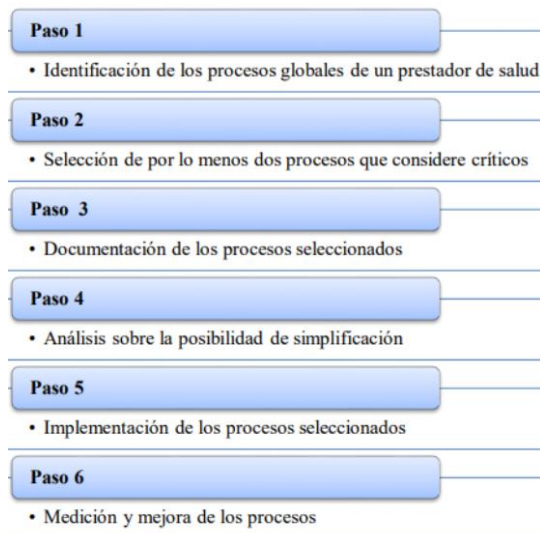 Paso 1
• Identificación de los procesos globales de un prestador de salud
Paso 2
• Selección de por lo menos dos procesos que considere críticos
Paso 3
• Documentación de los procesos seleccionados
Paso 4
• Análisis sobre la posibilidad de simplificación
Paso 5
• Implementación de los procesos seleccionados
Paso 6
• Medición y mejora de los procesos